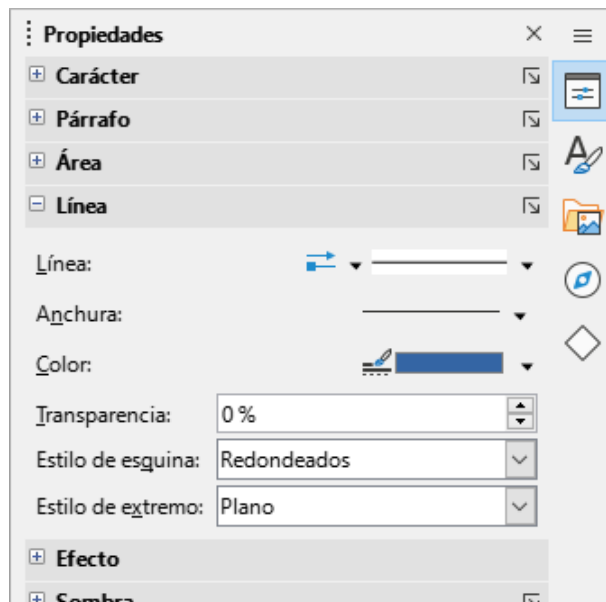 Propiedades
Carácter
Párrafo
Área
Línea
Línea:
Anchura:
Color:
Transparencia: 0 %
Estilo de esquina: Redondeados
Estilo de extremo: Plano
Efecto
Sombra